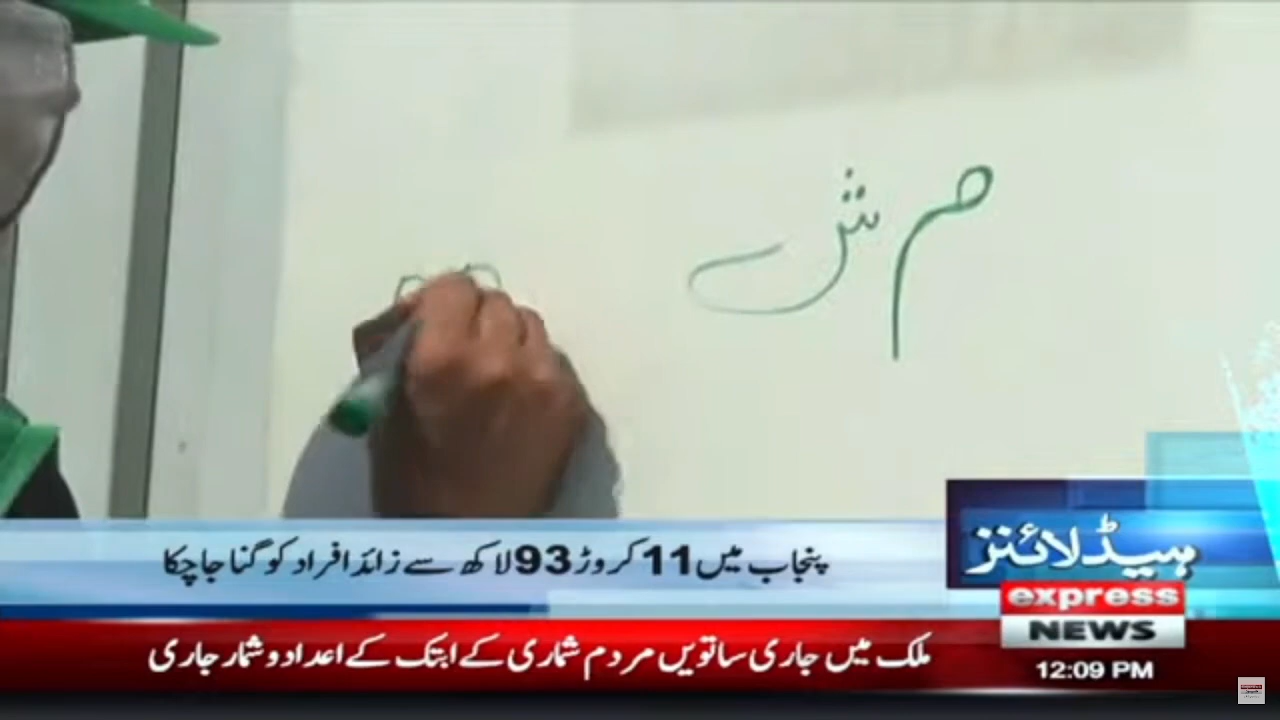 م ش
پنجاب میں 11 کروڑ 93 لاکھ سے زائد افراد کو گنا جا چکا
ہیڈلائنز
express
NEWS
ملک میں جاری ساتویں مردم شماری کے ابتک کے اعداد و شمار جاری
12:09 PM